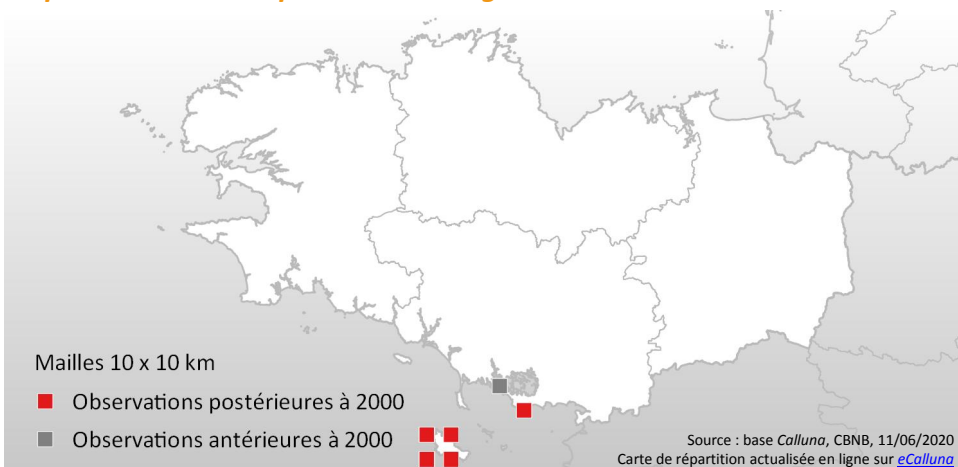 Mailles 10 x 10 km
Observations postérieures à 2000
Observations antérieures à 2000
Source : base Calluna, CBNB, 11/06/2020
Carte de répartition actualisée en ligne sur eCalluna